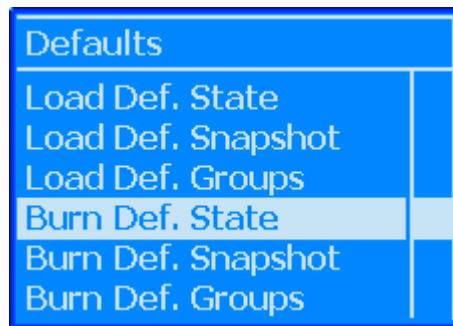 Defaults
Load Def. State
Load Def. Snapshot
Load Def. Groups
Burn Def. State
Burn Def. Snapshot
Burn Def. Groups